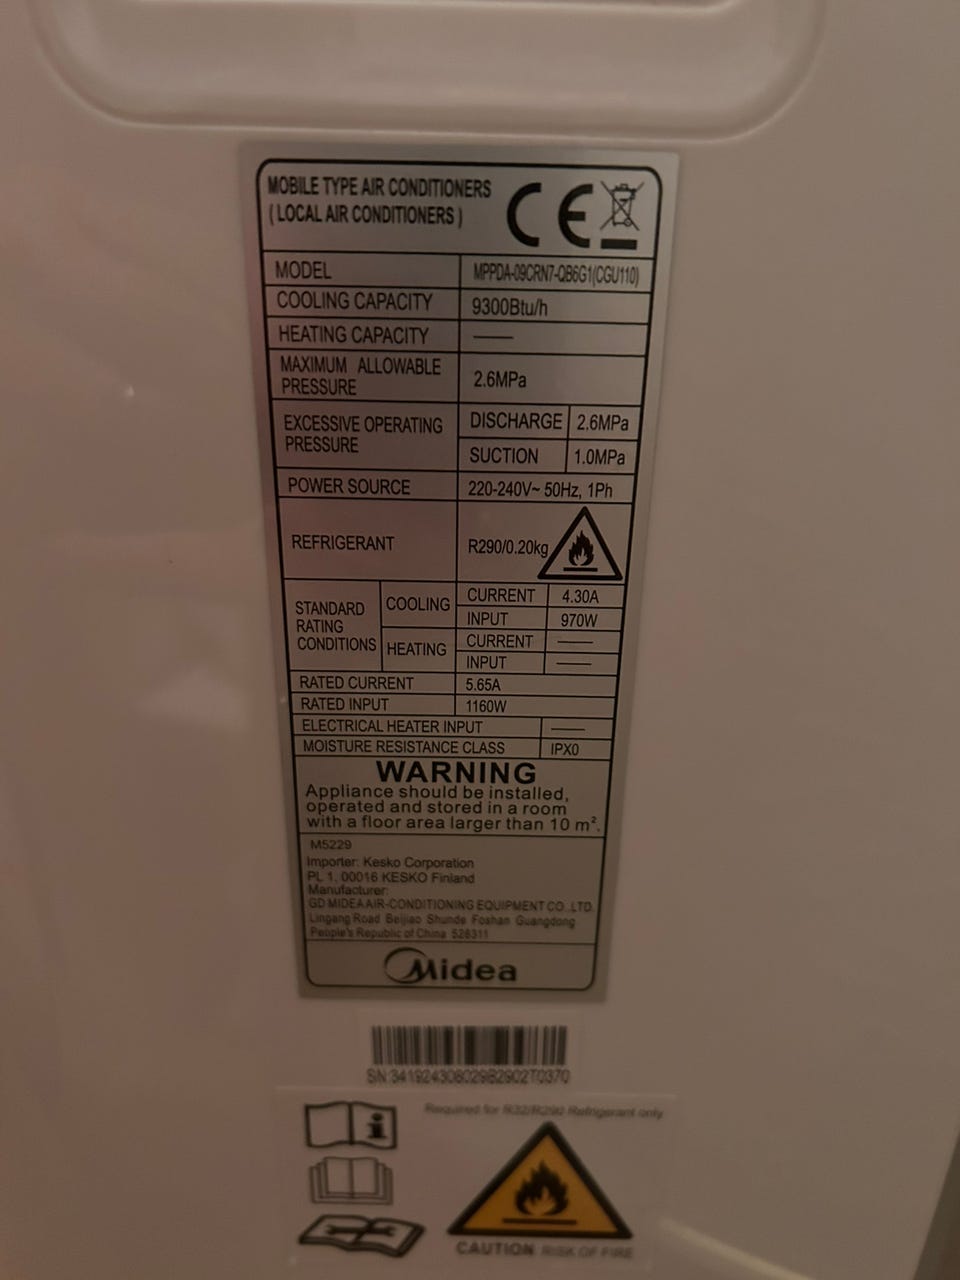 MOBILE TYPE AIR CONDITIONERS
( LOCAL AIR CONDITIONERS )
CE
MODEL MPPDA-09CRN7-QB6G1(CGU110)
COOLING CAPACITY 9300Btu/h
HEATING CAPACITY ——
MAXIMUM ALLOWABLE
PRESSURE 2.6MPa
EXCESSIVE OPERATING
PRESSURE
DISCHARGE 2.6MPa
SUCTION 1.0MPa
POWER SOURCE 220-240V~ 50Hz, 1Ph
REFRIGERANT R290/0.20kg
STANDARD
RATING
CONDITIONS
COOLING
CURRENT 4.30A
INPUT 970W
HEATING
CURRENT ——
INPUT ——
RATED CURRENT 5.65A
RATED INPUT 1160W
ELECTRICAL HEATER INPUT ——
MOISTURE RESISTANCE CLASS IPX0
WARNING
Appliance should be installed,
operated and stored in a room
with a floor area larger than 10 m².
M5229
Importer: Kesko Corporation
PL 1, 00016 KESKO Finland
Manufacturer:
GD MIDEA AIR-CONDITIONING EQUIPMENT CO.,LTD.
Lingang Road Beijiao Shunde Foshan Guangdong
People's Republic of China 528311
Midea
SN:341924308029B2902T0370
Required for R32/R290 Refrigerant only
CAUTION RISK OF FIRE